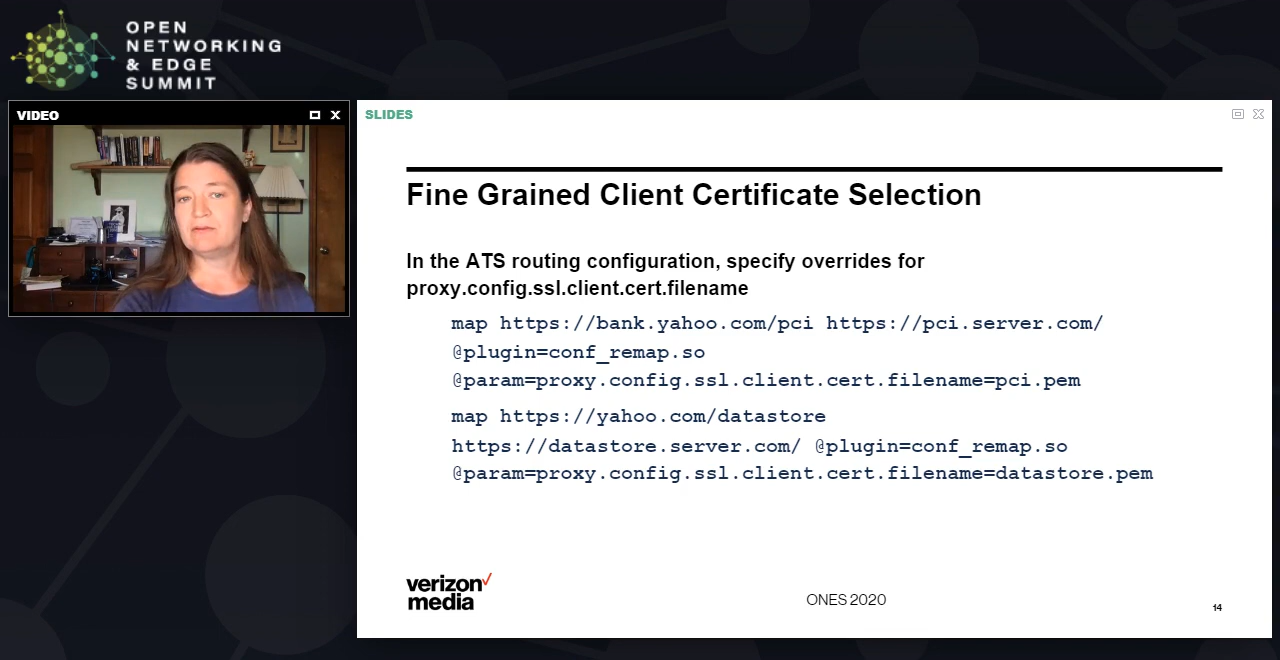 OPEN
NETWORKING
& EDGE
SUMMIT
VIDEO
SLIDES
Fine Grained Client Certificate Selection
In the ATS routing configuration, specify overrides for
proxy.config.ssl.client.cert.filename
map https://bank.yahoo.com/pci https://pci.server.com/
@plugin=conf_remap.so
@param=proxy.config.ssl.client.cert.filename=pci.pem
map https://yahoo.com/datastore
https://datastore.server.com/ @plugin=conf_remap.so
@param=proxy.config.ssl.client.cert.filename=datastore.pem
verizon✓
media
ONES 2020
14